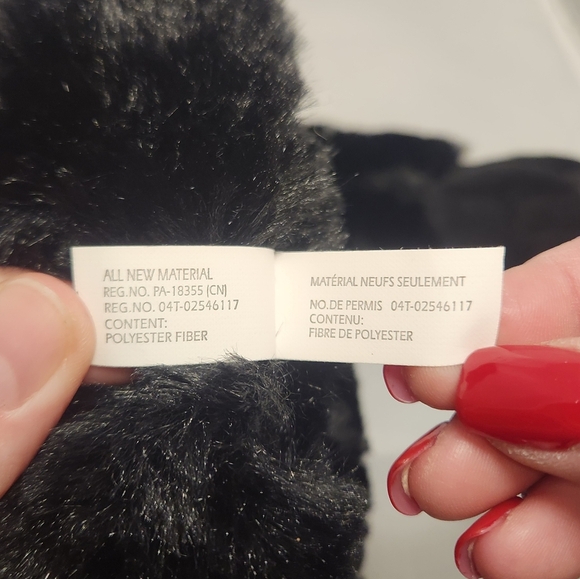 ALL NEW MATERIAL
REG.NO. PA-18355 (CN)
REG.NO. 04T-02546117
CONTENT:
POLYESTER FIBER
MATÉRIAL NEUFS SEULEMENT
NO.DE PERMIS 04T-02546117
CONTENU:
FIBRE DE POLYESTER